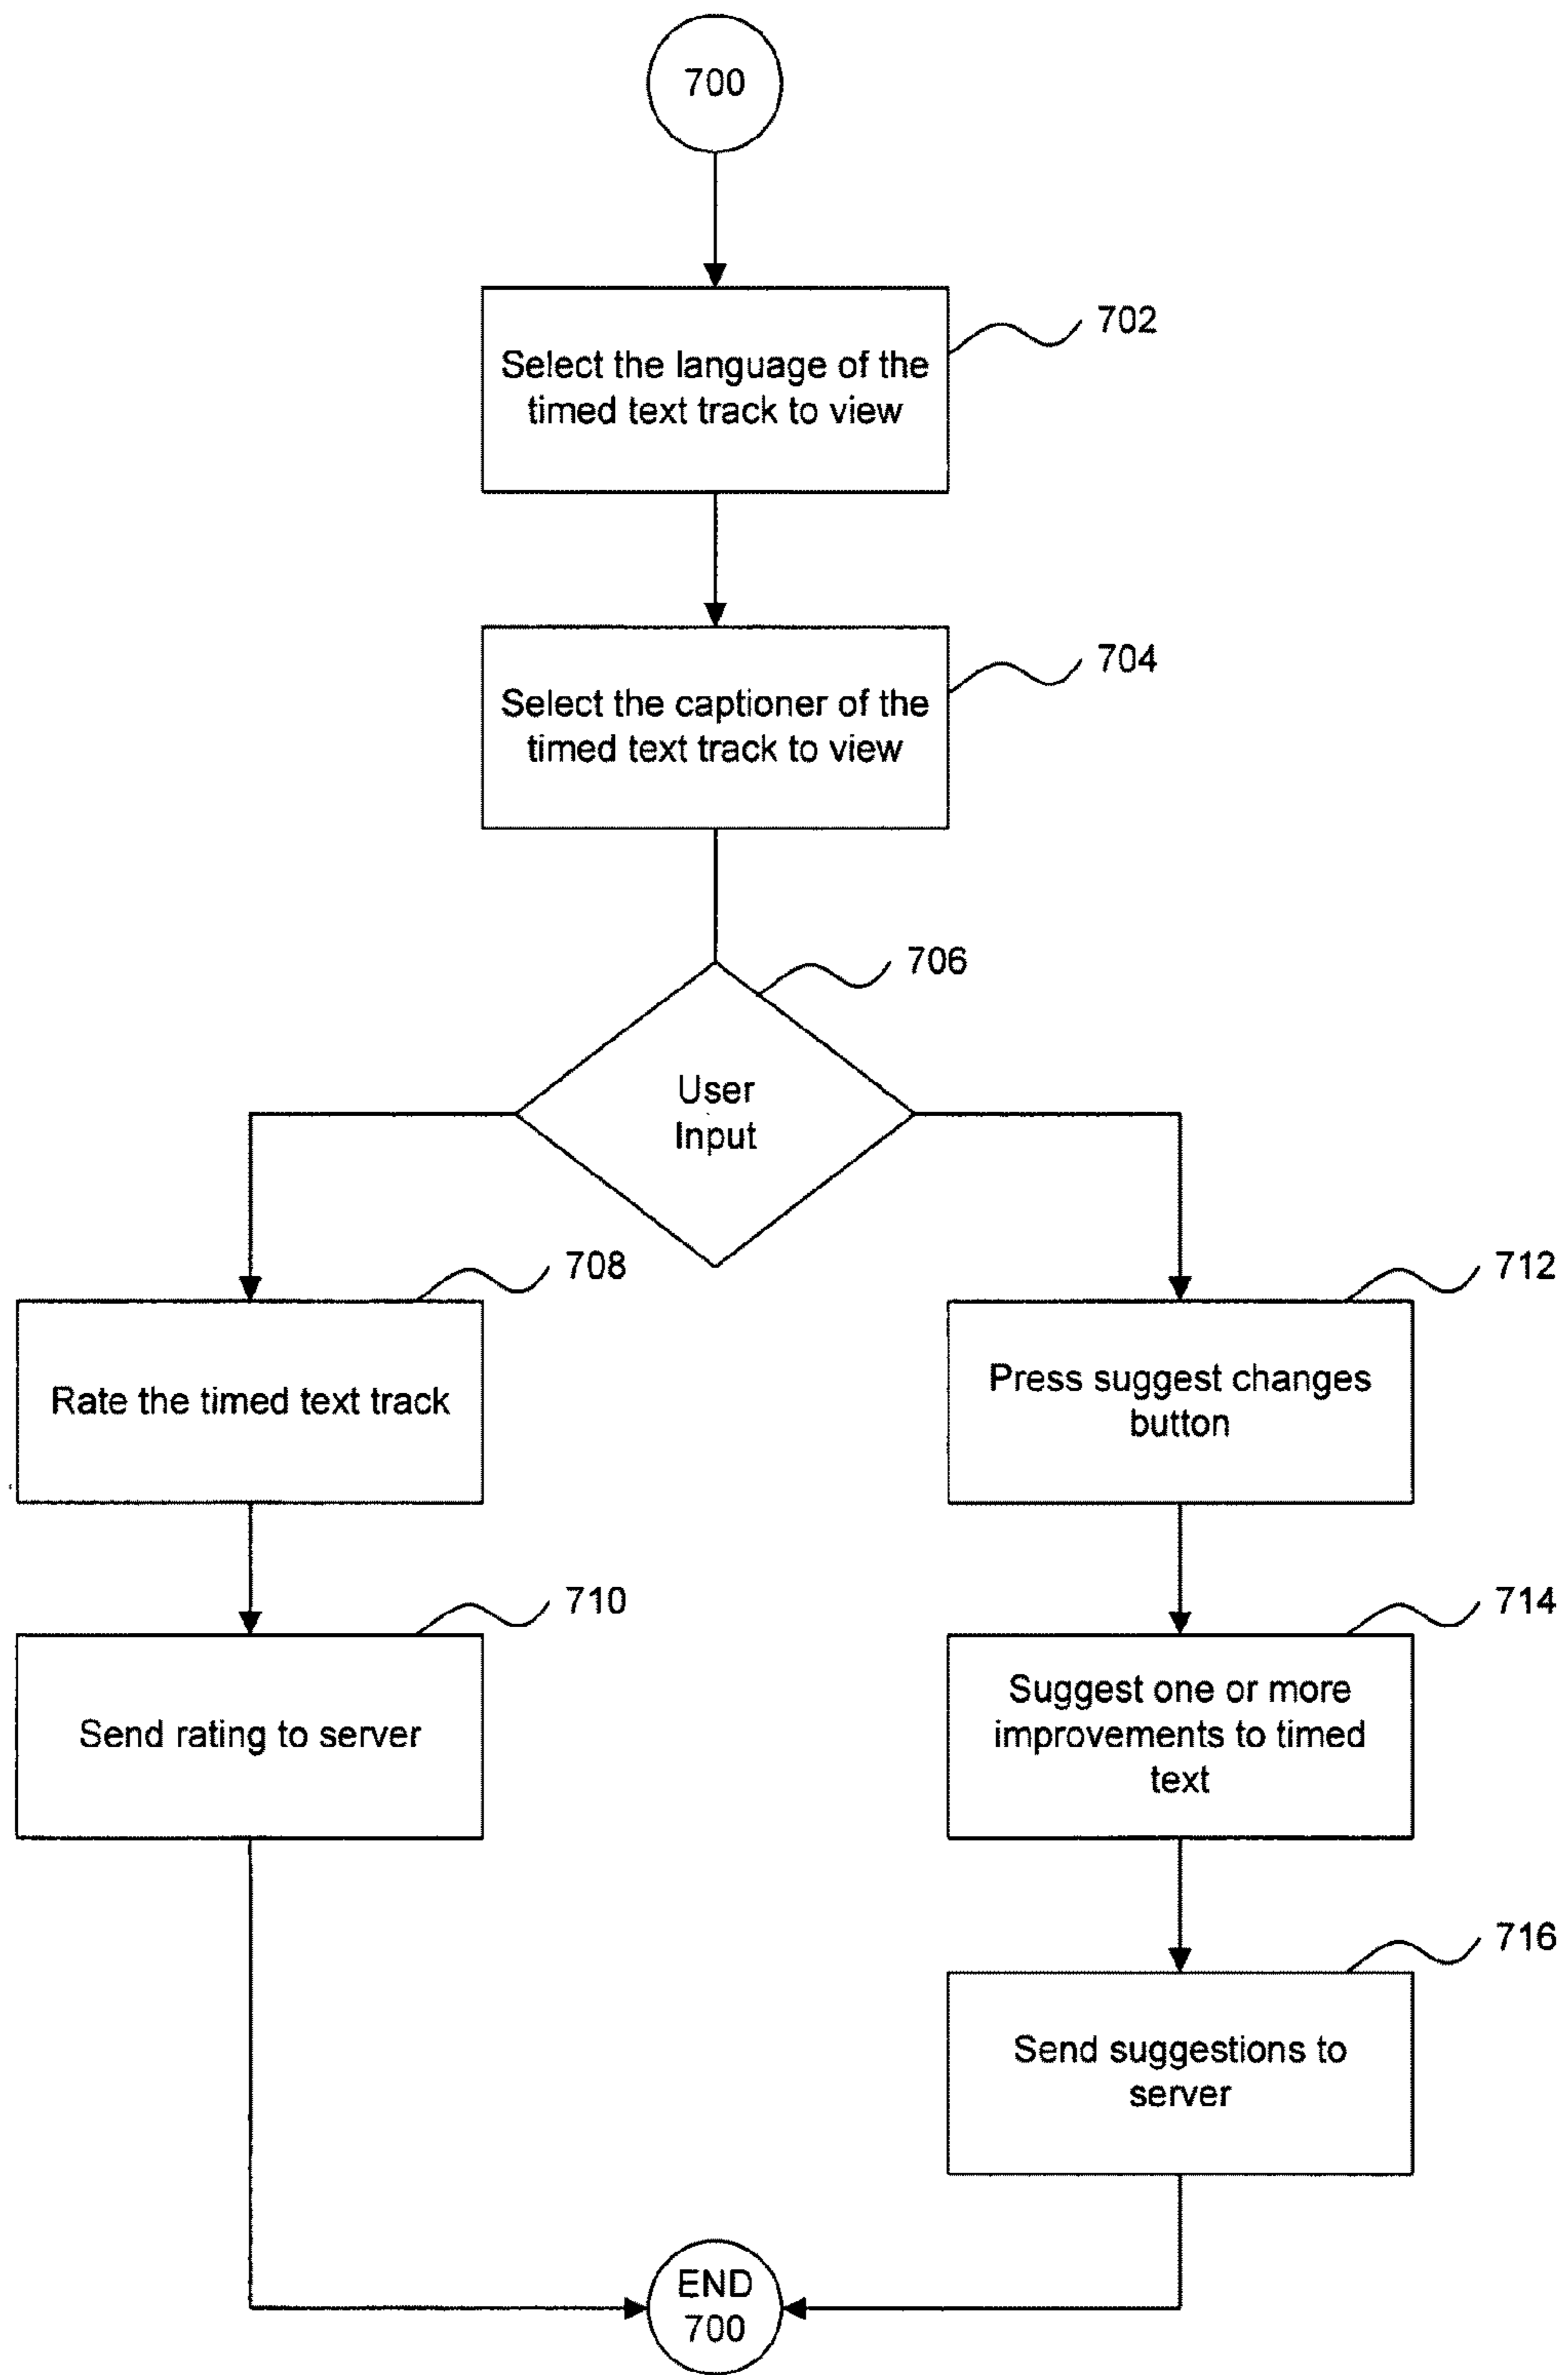 700
702
Select the language of the
timed text track to view
704
Select the captioner of the
timed text track to view
706
User
Input
708
Rate the timed text track
712
Press suggest changes
button
710
Send rating to server
714
Suggest one or more
improvements to timed
text
716
Send suggestions to
server
END
700